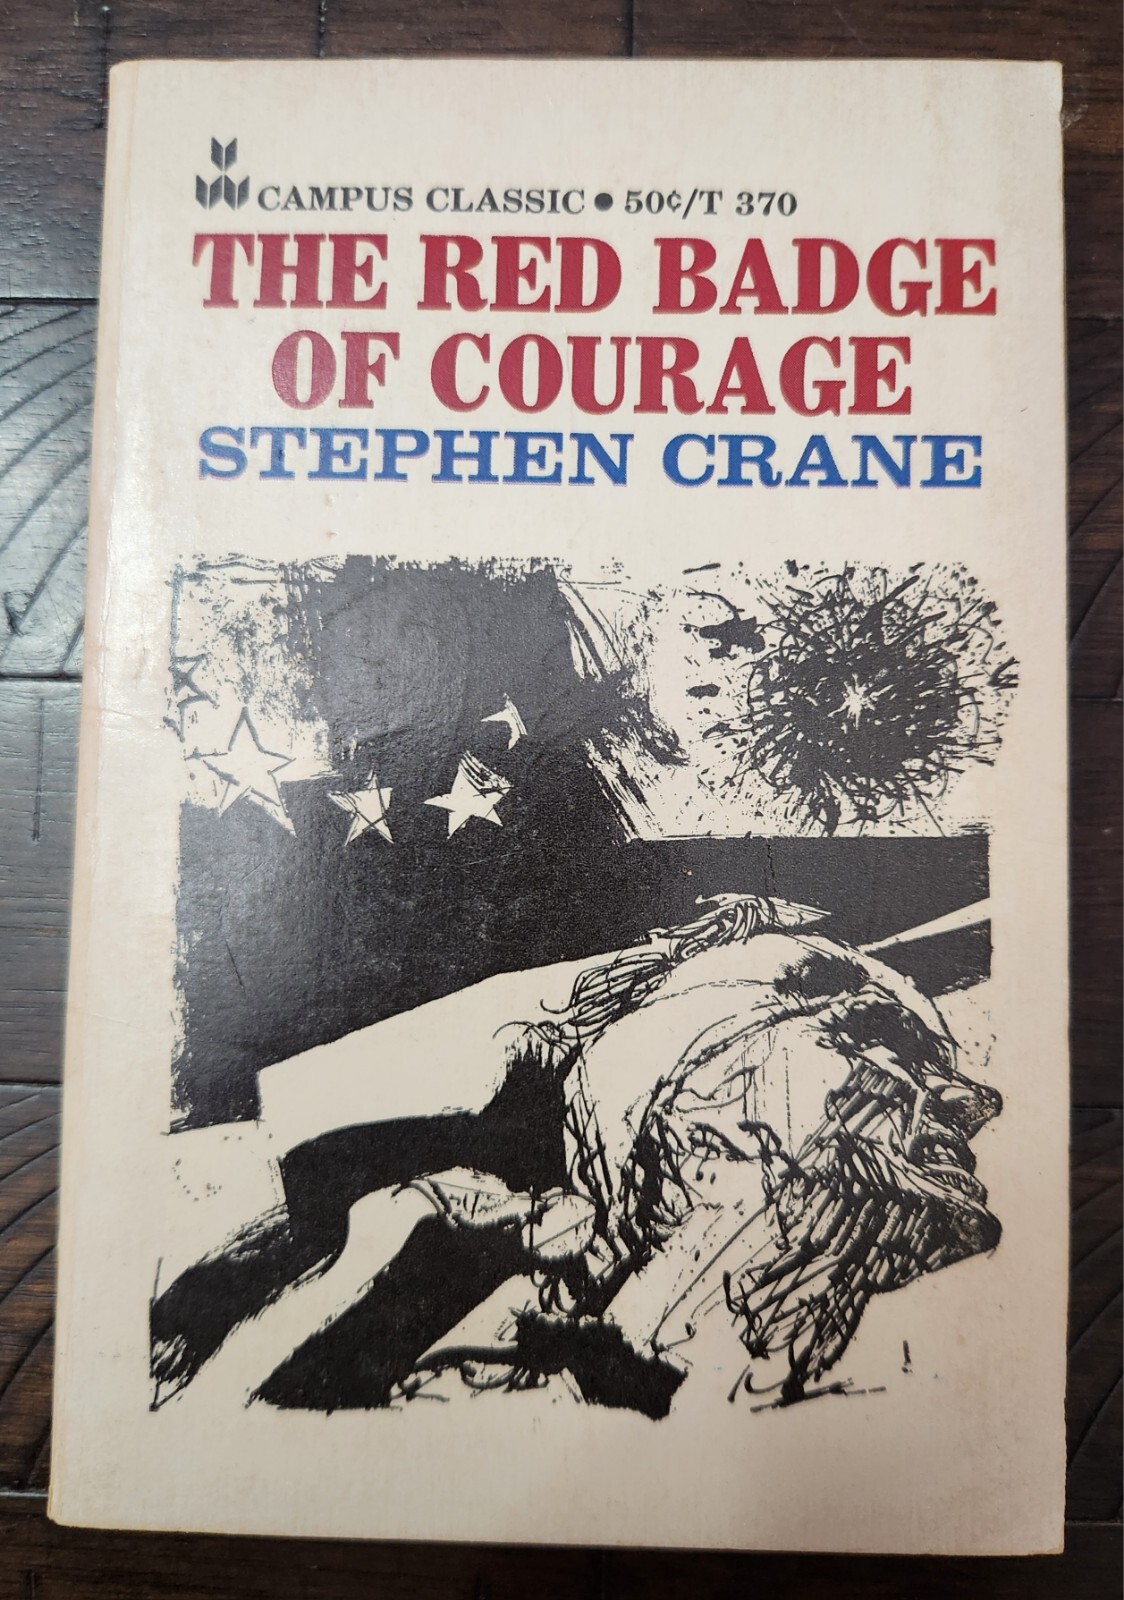 CAMPUS CLASSIC ● 50¢/T 370
THE RED BADGE
OF COURAGE
STEPHEN CRANE